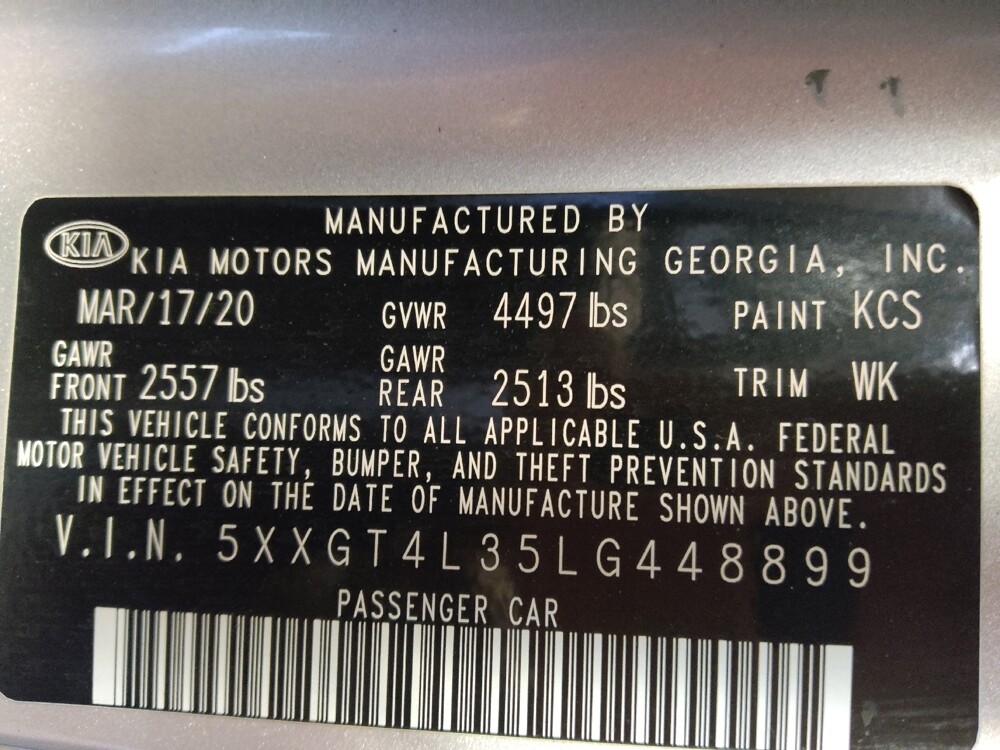 MANUFACTURED BY
KIA KIA MOTORS MANUFACTURING GEORGIA, INC.
MAR/17/20 GVWR 4497 lbs PAINT KCS
GAWR FRONT 2557 lbs GAWR REAR 2513 lbs TRIM WK
THIS VEHICLE CONFORMS TO ALL APPLICABLE U.S.A. FEDERAL
MOTOR VEHICLE SAFETY, BUMPER, AND THEFT PREVENTION STANDARDS
IN EFFECT ON THE DATE OF MANUFACTURE SHOWN ABOVE.
V.I.N. 5XXGT4L35LG448899
PASSENGER CAR